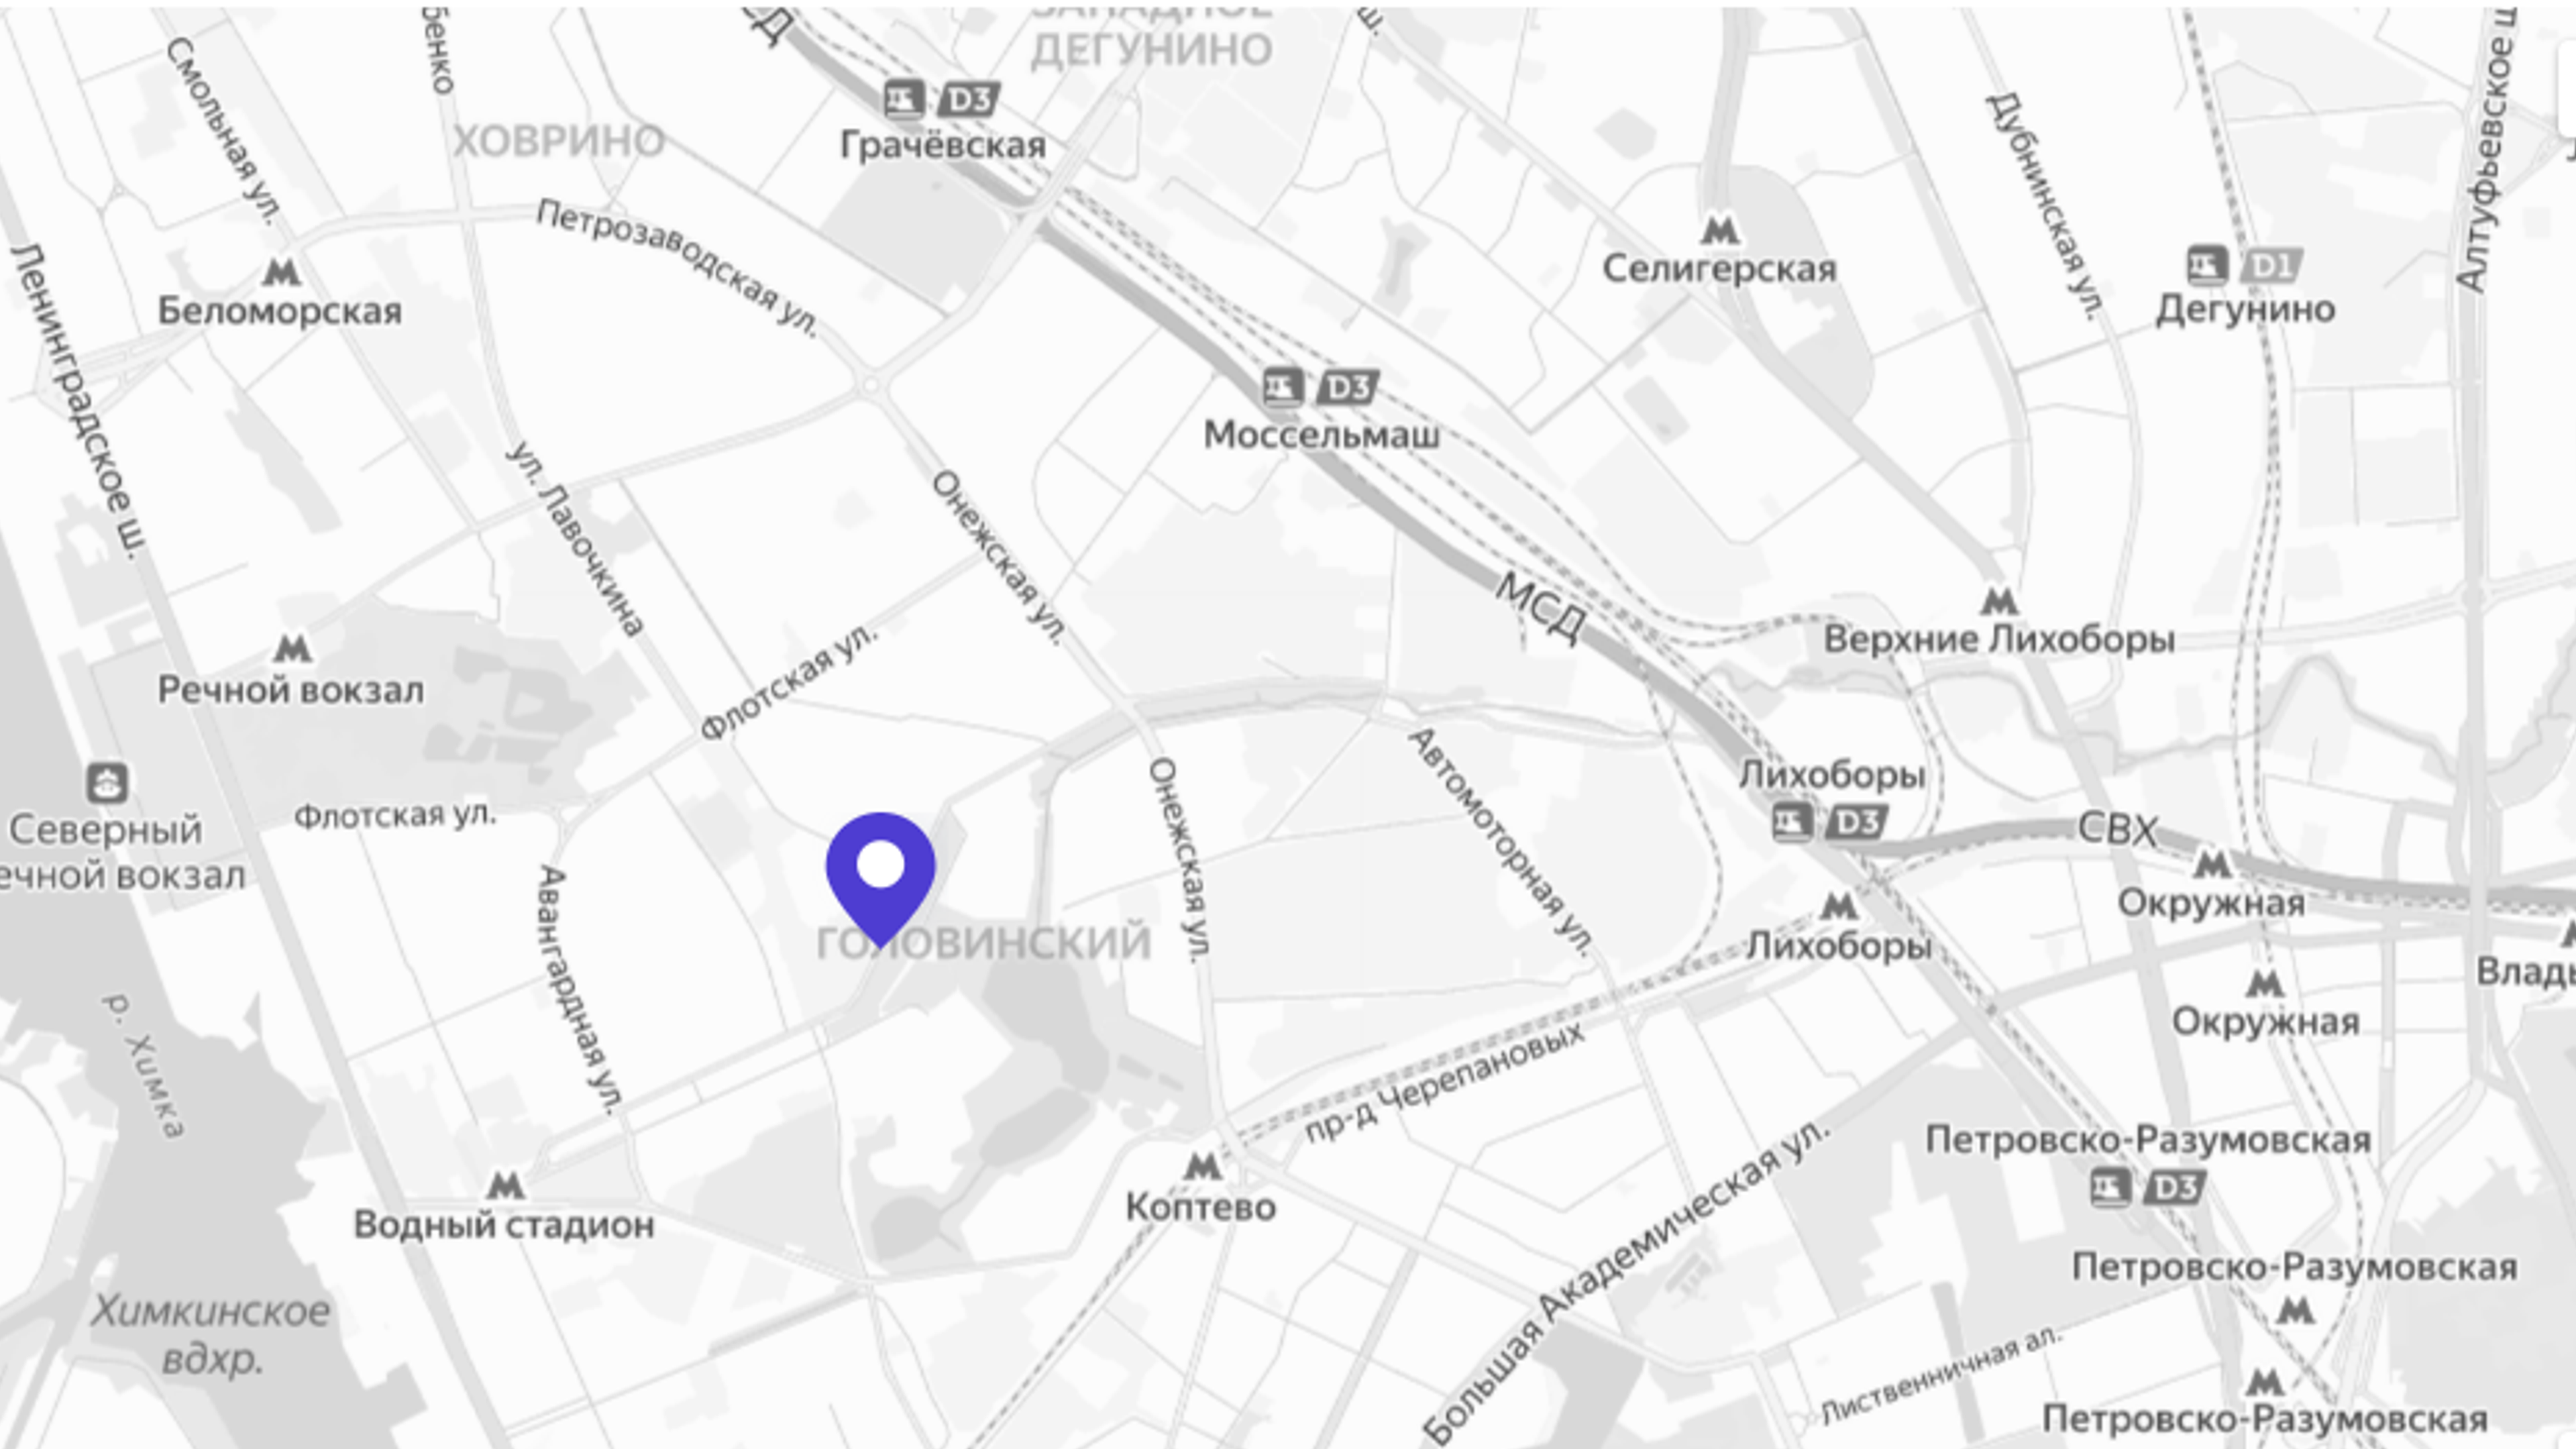 ЗАПАДНОЕ
ДЕГУНИНО
ш.
Алтуфьевское ш.
Смольная ул.
D3
Грачёвская
ХОВРИНО
Дубнинская ул.
Петрозаводская ул.
Ленинградское ш.
Селигерская
D1
Дегунино
Беломорская
D3
Моссельмаш
ул. Лавочкина
Онежская ул.
МСД
Верхние Лихоборы
Речной вокзал
Флотская ул.
Автомоторная ул.
Онежская ул.
Лихоборы
D3
Северный
Флотская ул.
СВХ
Окружная
Авангардная ул.
ГОЛОВИНСКИЙ
Лихоборы
Окружная
р. Химка
пр-д Черепановых
Большая Академическая ул.
Петровско-Разумовская
D3
Коптево
Водный стадион
Петровско-Разумовская
Химкинское
вдхр.
Лиственничная ал.
Петровско-Разумовская